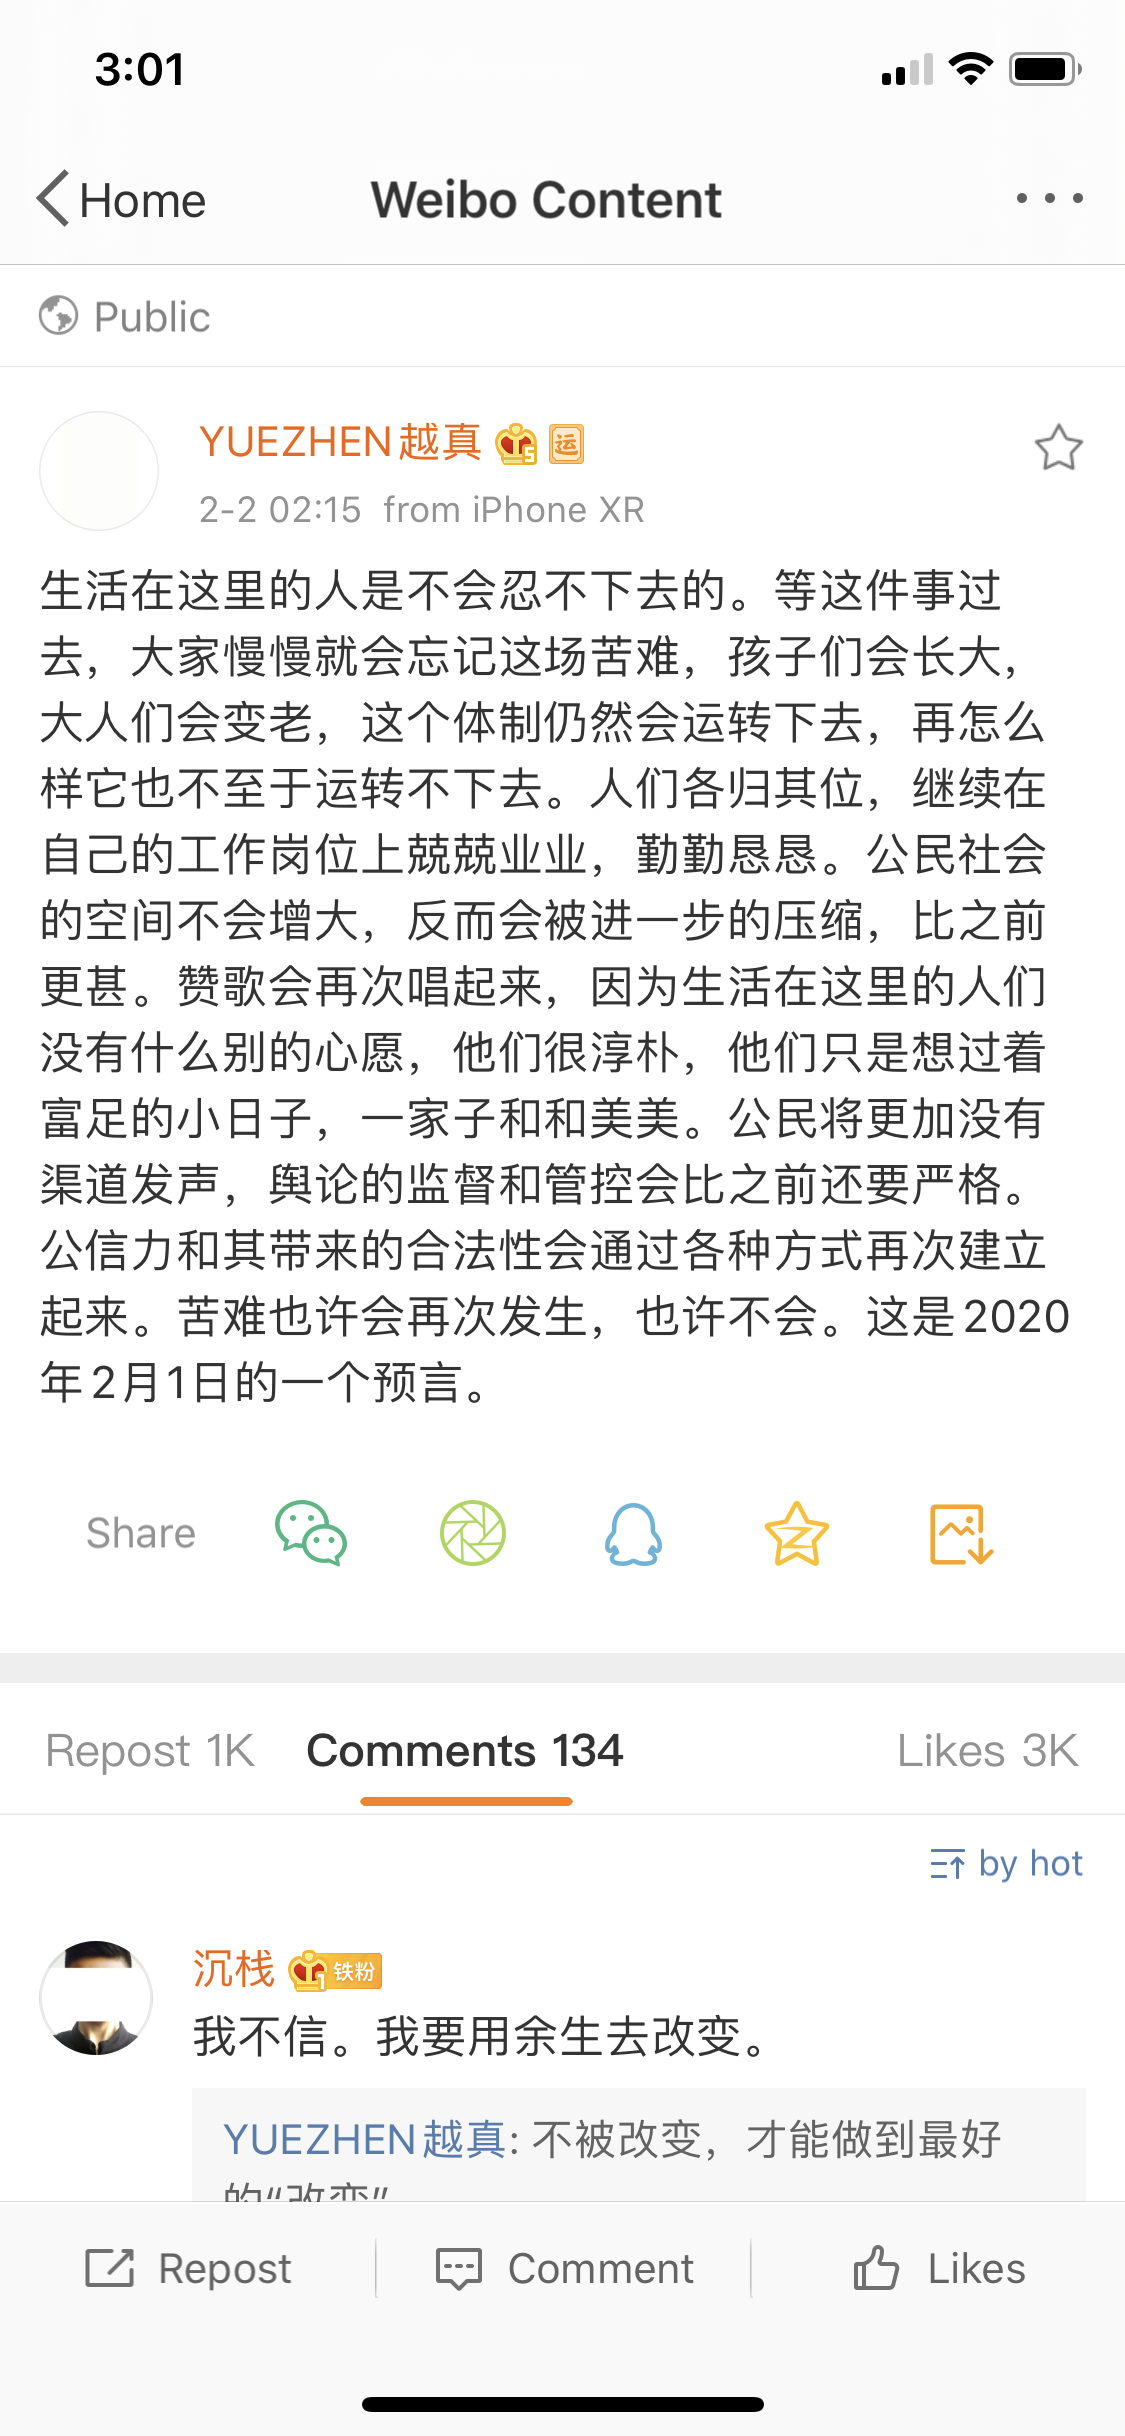 3:01
Home
Weibo Content
Public
YUEZHEN越真 5 运
2-2 02:15 from iPhone XR
生活在这里的人是不会忍不下去的。等这件事过
去，大家慢慢就会忘记这场苦难，孩子们会长大，
大人们会变老，这个体制仍然会运转下去，再怎么
样它也不至于运转不下去。人们各归其位，继续在
自己的工作岗位上兢兢业业，勤勤恳恳。公民社会
的空间不会增大，反而会被进一步的压缩，比之前
更甚。赞歌会再次唱起来，因为生活在这里的人们
没有什么别的心愿，他们很淳朴，他们只是想过着
富足的小日子，一家子和和美美。公民将更加没有
渠道发声，舆论的监督和管控会比之前还要严格。
公信力和其带来的合法性会通过各种方式再次建立
起来。苦难也许会再次发生，也许不会。这是2020
年2月1日的一个预言。
Share
Repost 1K Comments 134 Likes 3K
by hot
沉栈 1 铁粉
我不信。我要用余生去改变。
YUEZHEN越真: 不被改变，才能做到最好
的“改变”
Repost Comment Likes